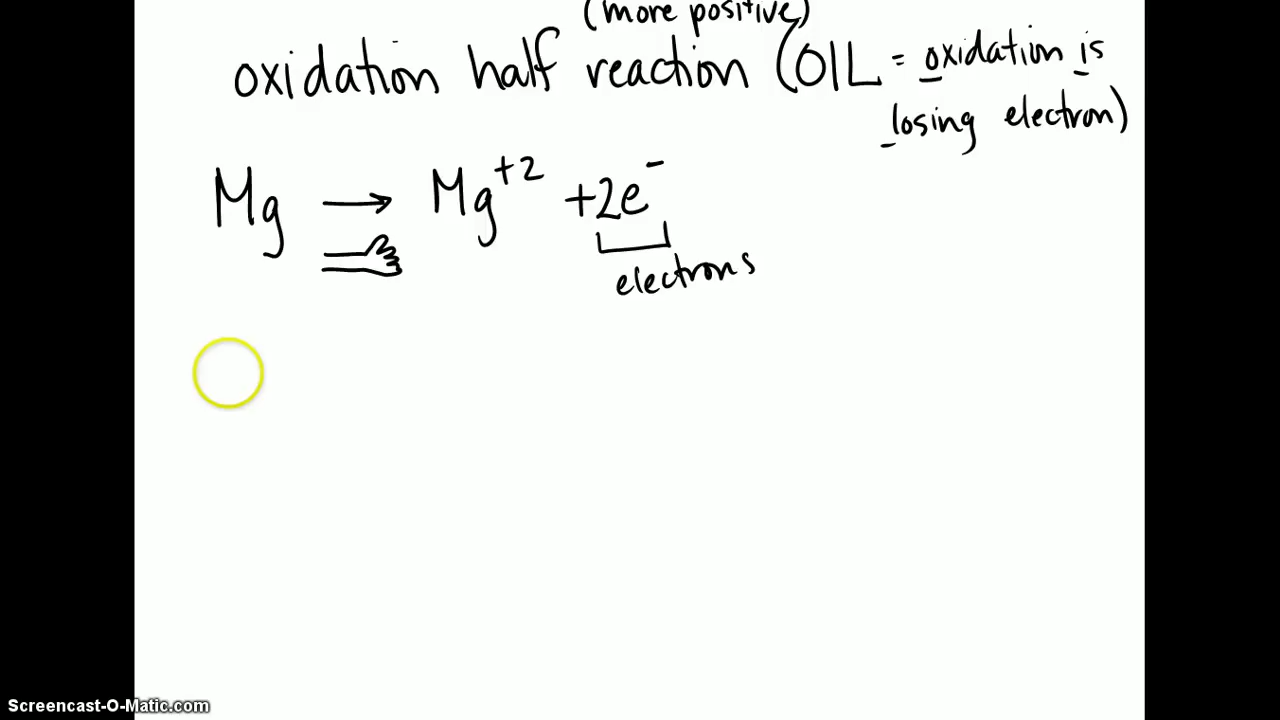 (more positive)
oxidation half reaction (OIL = oxidation is
losing electron)
Mg → Mg+2 +2e-
electrons
Screencast-O-Matic.com